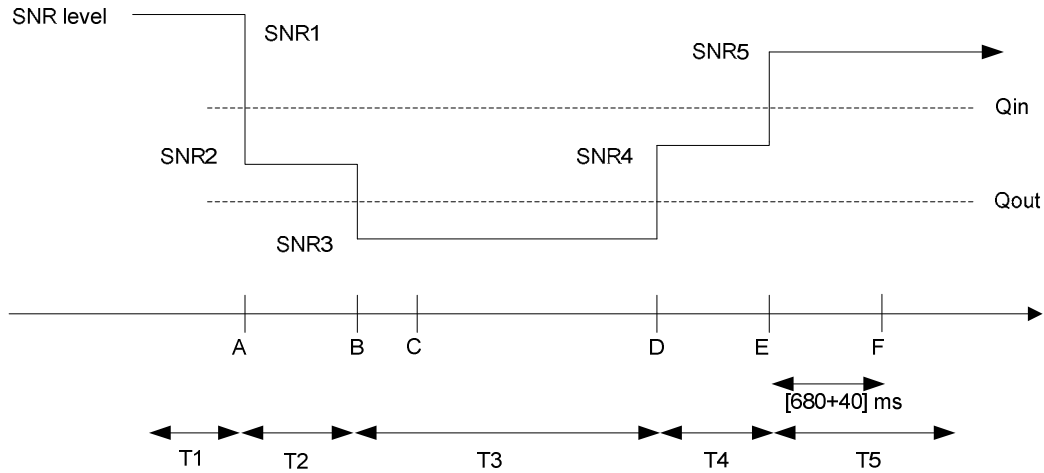 SNR level
SNR1
SNR5
Qin
SNR2
SNR4
Qout
SNR3
A
B
C
D
E
F
[680+40] ms
T1
T2
T3
T4
T5